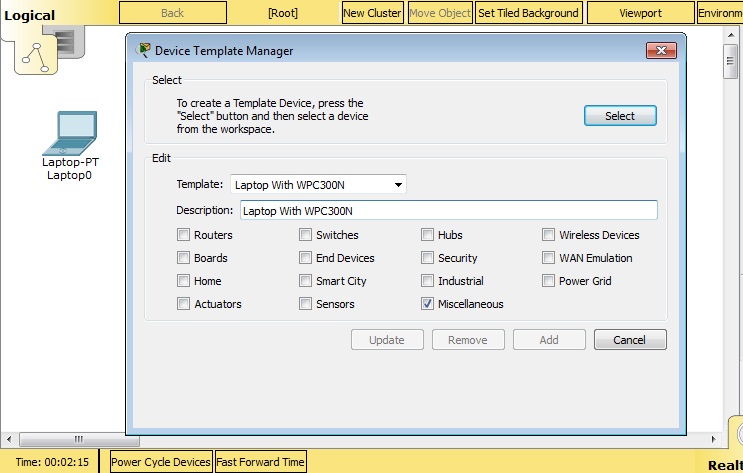 Logical
Back
[Root]
New Cluster
Move Object
Set Tiled Background
Viewport
Environm
Device Template Manager
Select
To create a Template Device, press the
"Select" button and then select a device
from the workspace.
Select
Laptop-PT
Laptop0
Edit
Template: Laptop With WPC300N
Description: Laptop With WPC300N
Routers Switches Hubs Wireless Devices
Boards End Devices Security WAN Emulation
Home Smart City Industrial Power Grid
Actuators Sensors Miscellaneous
Update Remove Add Cancel
Time: 00:02:15 Power Cycle Devices Fast Forward Time
Realt